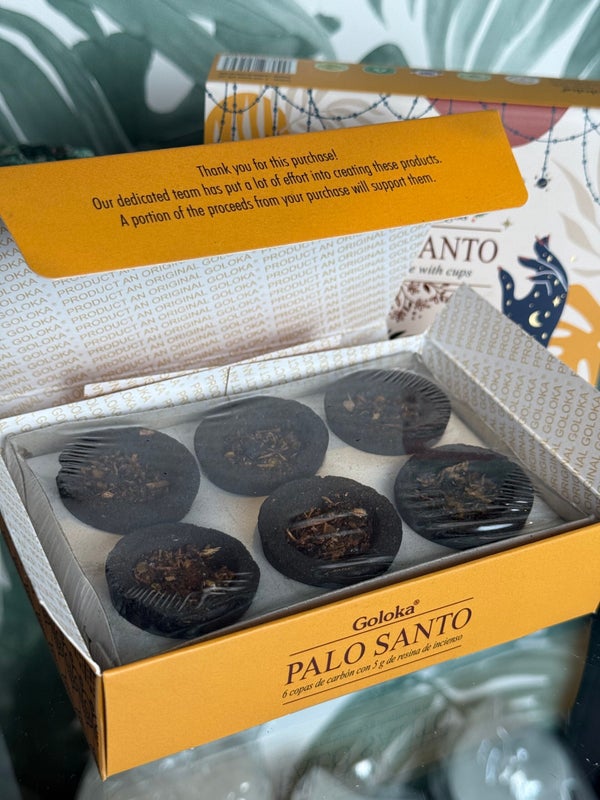 Thank you for this purchase!
Our dedicated team has put a lot of effort into creating these products.
A portion of the proceeds from your purchase will support them.
ANTO
with cups
PRODUCT AN ORIGINAL GOLOKA
Goloka®
PALO SANTO
6 copas de carbón con 5 g de resina de incienso